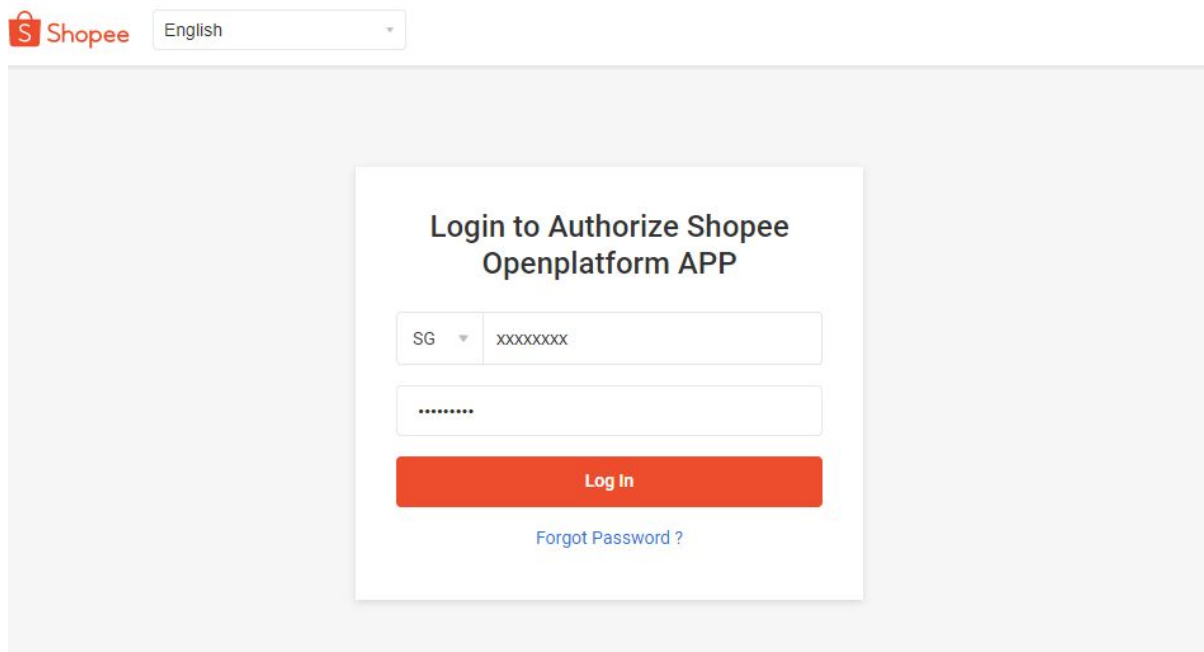 S Shopee
English
Login to Authorize Shopee
Openplatform APP
SG xxxxxxxx
•••••••••
Log In
Forgot Password ?